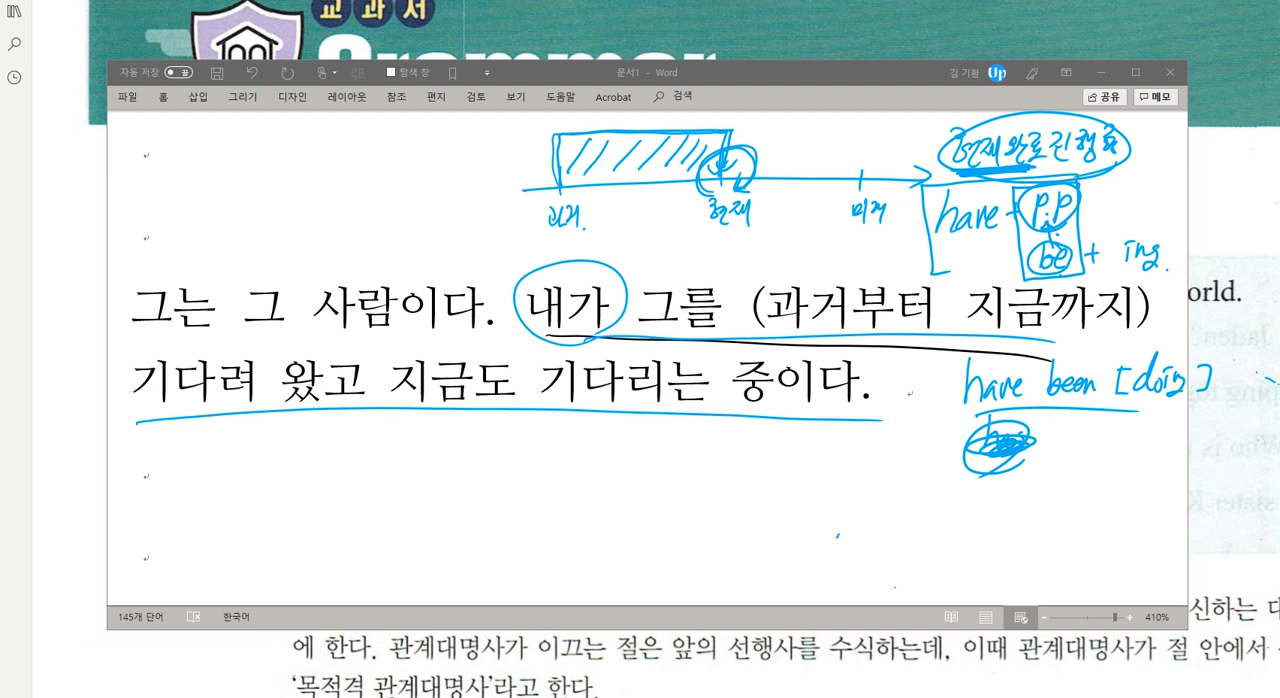 교과서
Grammar
자동 저장 탐색 창 문서1 - Word 김 기환 Up
파일 홈 삽입 그리기 디자인 레이아웃 참조 편지 검토 보기 도움말 Acrobat 검색 공유 메모
현재완료진행형
과거 현재 미래
have + p.p
be + ing
그는 그 사람이다. 내가 그를 (과거부터 지금까지)
기다려 왔고 지금도 기다리는 중이다.
have been [doing]
orld.
145개 단어 한국어 410%
신하는 대
에 한다. 관계대명사가 이끄는 절은 앞의 선행사를 수식하는데, 이때 관계대명사가 절 안에서
‘목적격 관계대명사’라고 한다.